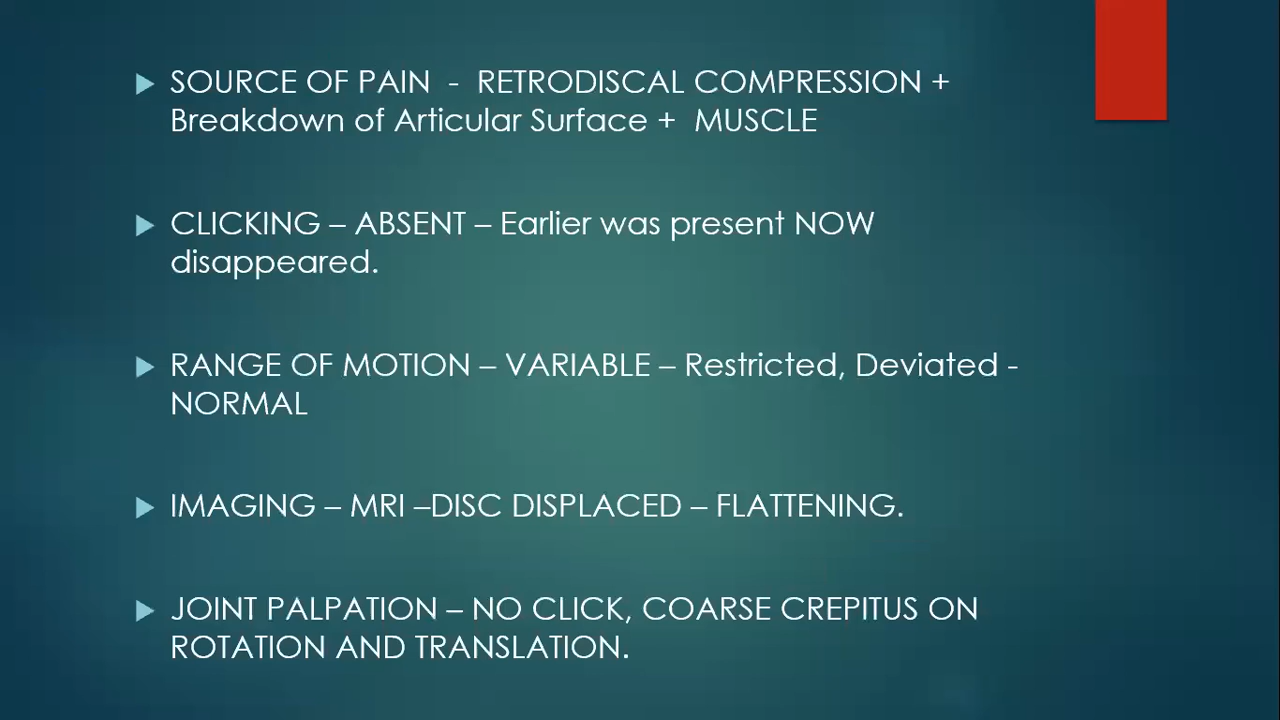 SOURCE OF PAIN - RETRODISCAL COMPRESSION +
Breakdown of Articular Surface + MUSCLE
CLICKING – ABSENT – Earlier was present NOW
disappeared.
RANGE OF MOTION – VARIABLE – Restricted, Deviated -
NORMAL
IMAGING – MRI –DISC DISPLACED – FLATTENING.
JOINT PALPATION – NO CLICK, COARSE CREPITUS ON
ROTATION AND TRANSLATION.